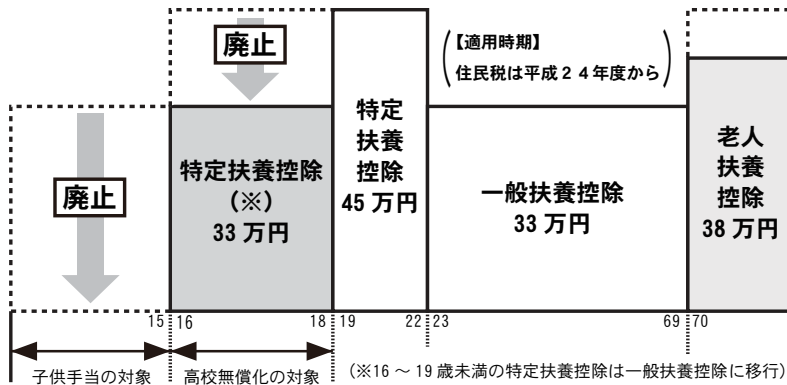 廃止
廃止
特定扶養控除
（※）
33 万円
特定
扶養
控除
45 万円
【適用時期】
住民税は平成２４年度から
一般扶養控除
33 万円
老人
扶養
控除
38 万円
15 16 18 19 22 23 69 70
子供手当の対象
高校無償化の対象
（※16 ～ 19 歳未満の特定扶養控除は一般扶養控除に移行）